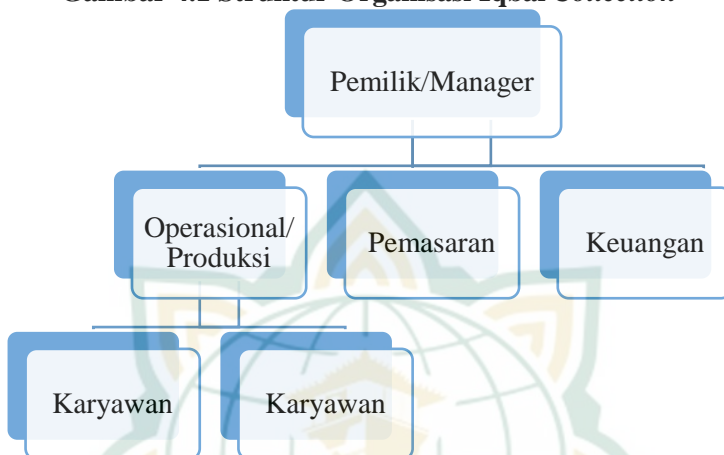 Gambar 4.1 Struktur Organisasi Iqbal Collection
Pemilik/Manager
Operasional/
Produksi
Pemasaran
Keuangan
Karyawan
Karyawan